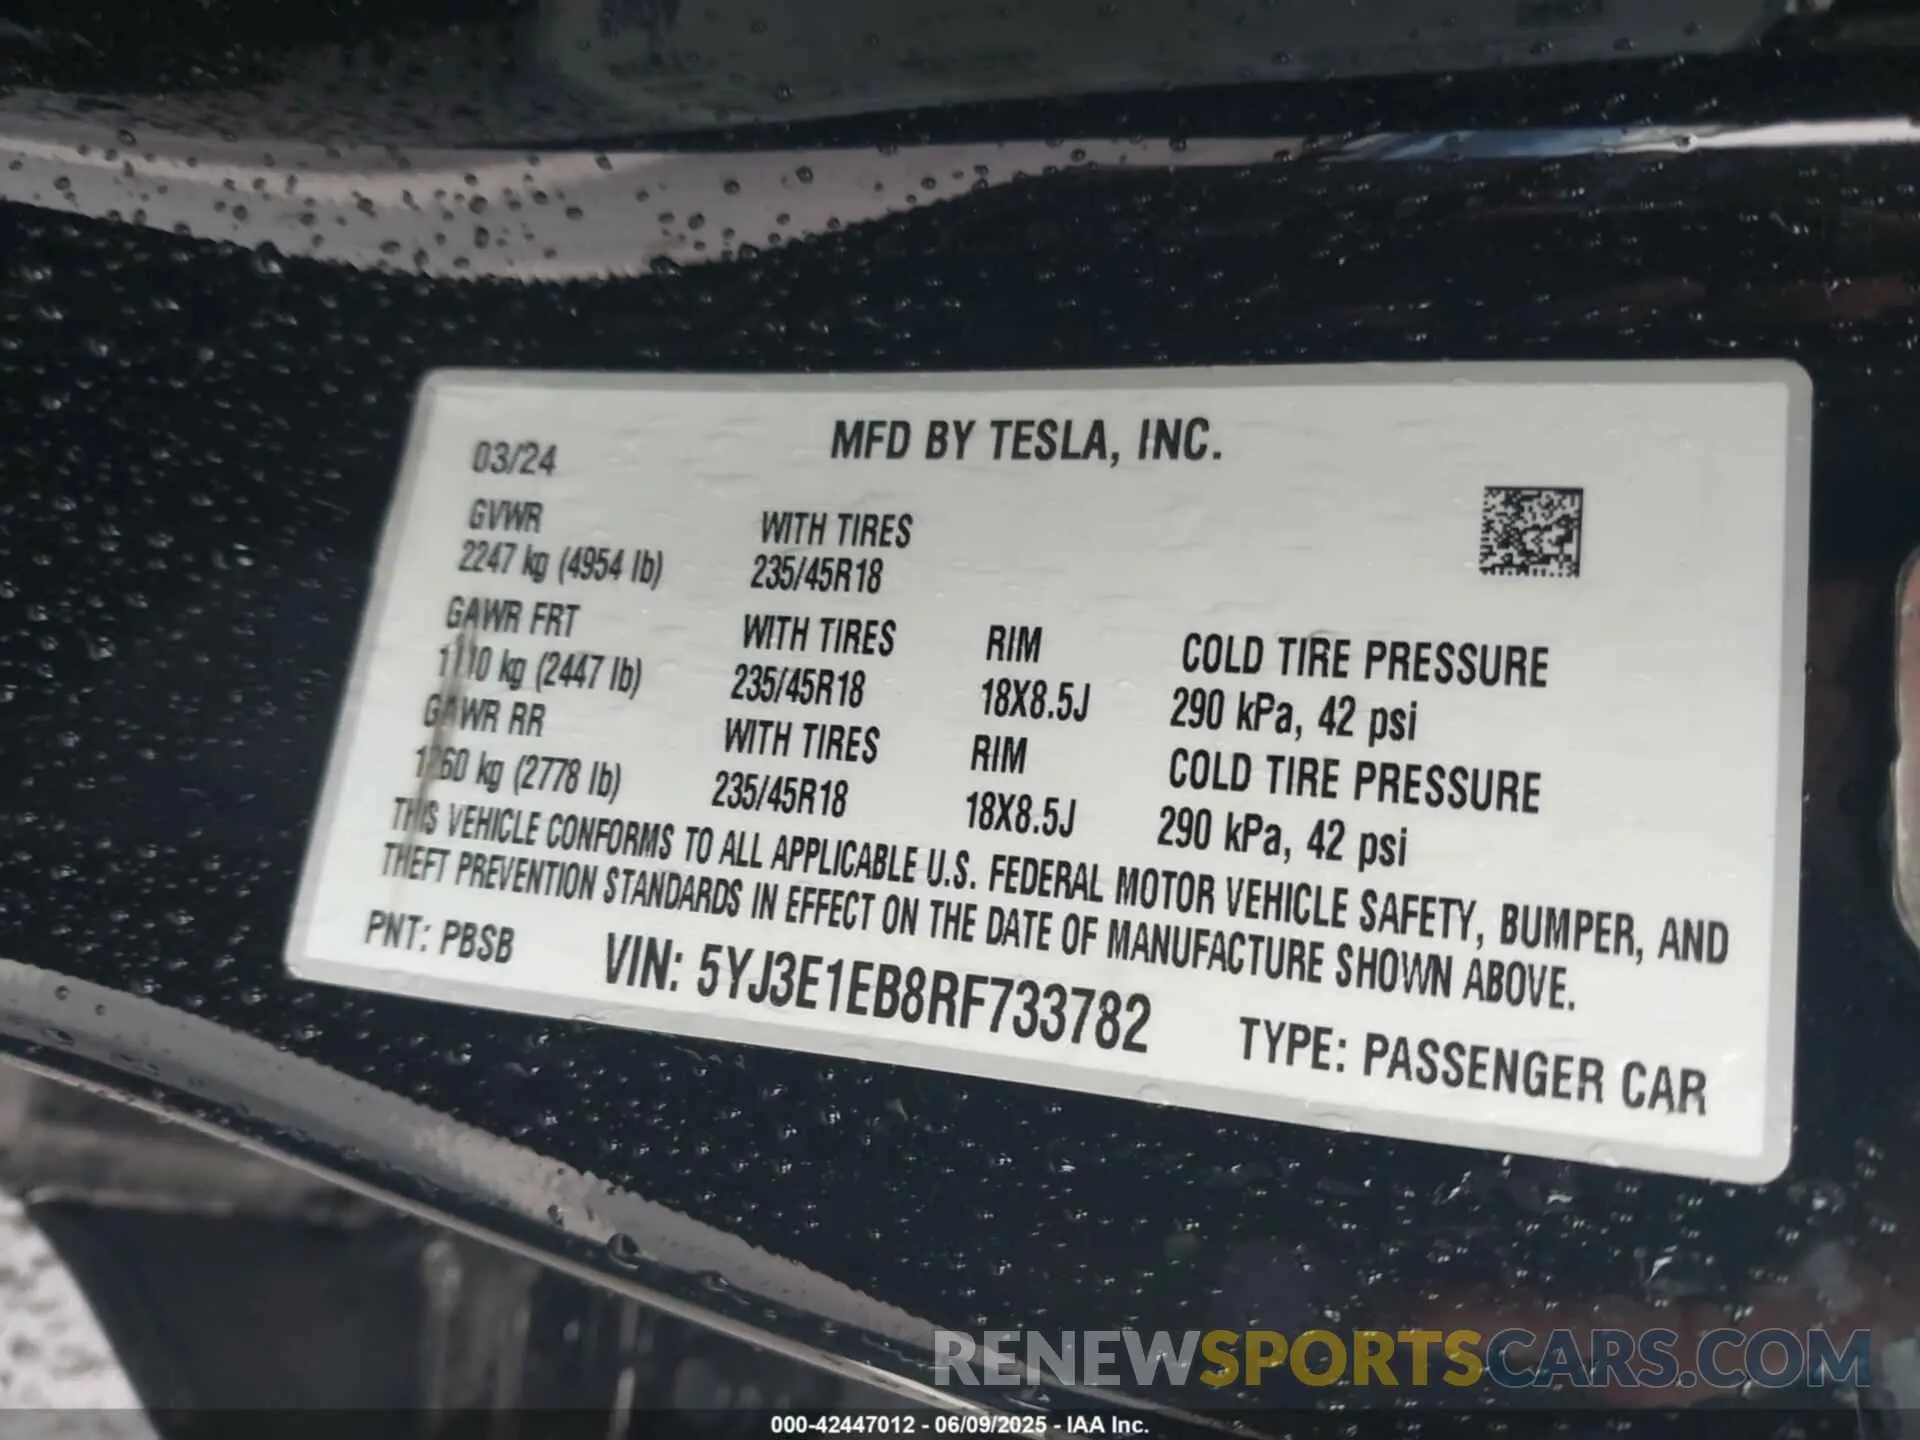 MFD BY TESLA, INC.
03/24
GVWR WITH TIRES
2247 kg (4954 lb) 235/45R18
GAWR FRT WITH TIRES RIM COLD TIRE PRESSURE
1110 kg (2447 lb) 235/45R18 18X8.5J 290 kPa, 42 psi
GAWR RR WITH TIRES RIM COLD TIRE PRESSURE
1260 kg (2778 lb) 235/45R18 18X8.5J 290 kPa, 42 psi
THIS VEHICLE CONFORMS TO ALL APPLICABLE U.S. FEDERAL MOTOR VEHICLE SAFETY, BUMPER, AND
THEFT PREVENTION STANDARDS IN EFFECT ON THE DATE OF MANUFACTURE SHOWN ABOVE.
PNT: PBSB VIN: 5YJ3E1EB8RF733782 TYPE: PASSENGER CAR
RENEWSPORTSCARS.COM
000-42447012 - 06/09/2025 - IAA Inc.